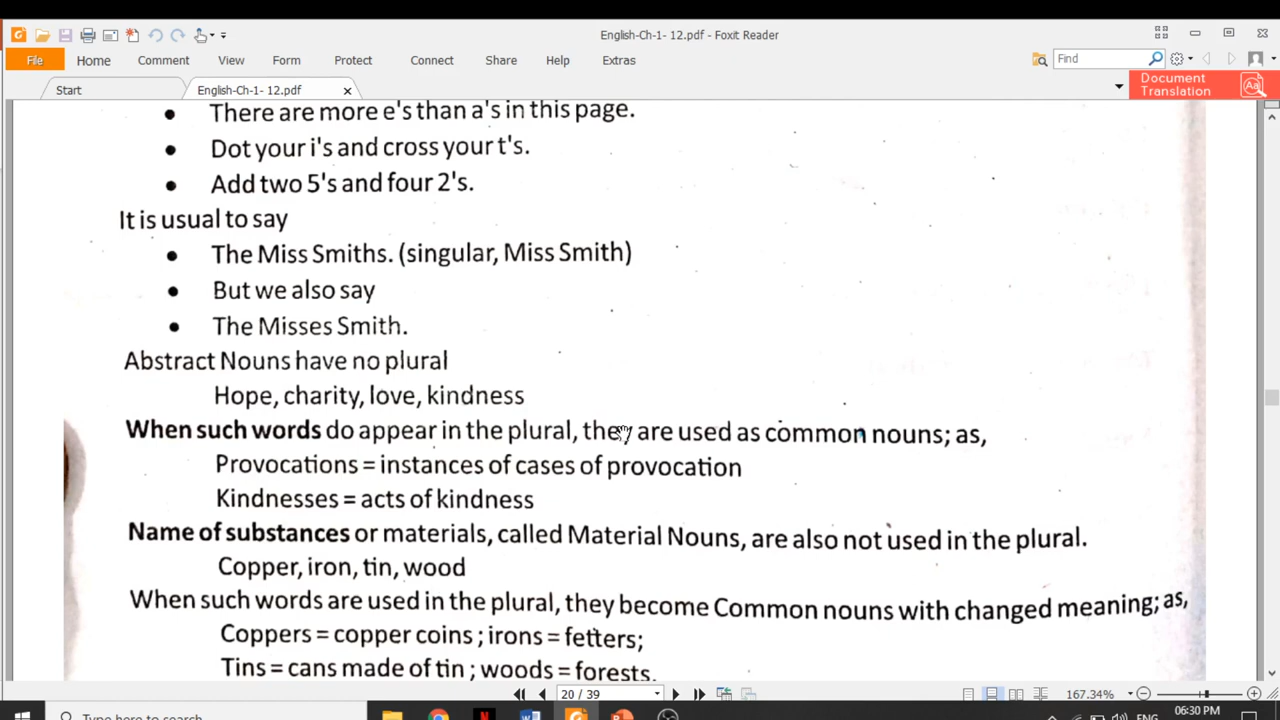 English-Ch-1- 12.pdf - Foxit Reader
File Home Comment View Form Protect Connect Share Help Extras Find
Document
Translation
Start English-Ch-1- 12.pdf
• There are more e's than a's in this page.
• Dot your i's and cross your t's.
• Add two 5's and four 2's.
It is usual to say
• The Miss Smiths. (singular, Miss Smith)
• But we also say
• The Misses Smith.
Abstract Nouns have no plural
Hope, charity, love, kindness
When such words do appear in the plural, they are used as common nouns; as,
Provocations = instances of cases of provocation
Kindnesses = acts of kindness
Name of substances or materials, called Material Nouns, are also not used in the plural.
Copper, iron, tin, wood
When such words are used in the plural, they become Common nouns with changed meaning; as,
Coppers = copper coins ; irons = fetters;
Tins = cans made of tin ; woods = forests.
20 / 39 167.34%
Type here to search ENG 06:30 PM